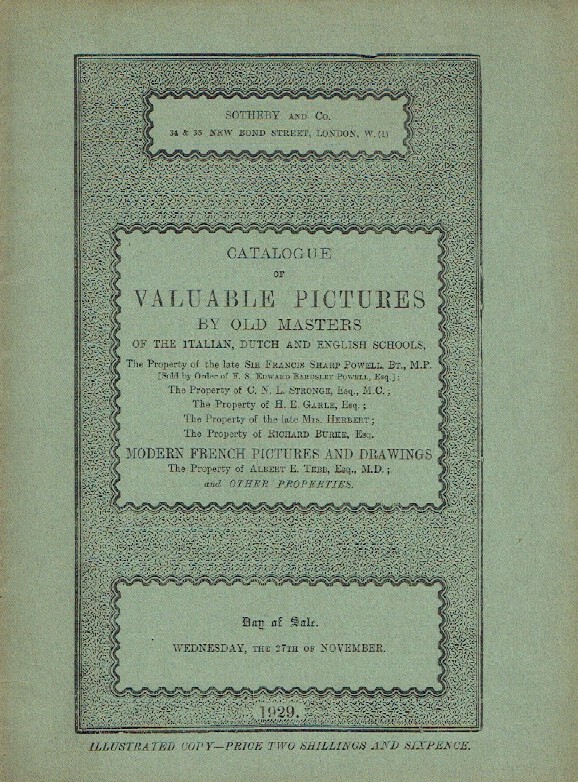 SOTHEBY AND CO.
34 & 35 NEW BOND STREET, LONDON, W.(1)
CATALOGUE
OF
VALUABLE PICTURES
BY OLD MASTERS
OF THE ITALIAN, DUTCH AND ENGLISH SCHOOLS,
The Property of the late SIR FRANCIS SHARP POWELL, BT., M.P.
[Sold by Order of F. S. EDWARD BARDSLEY POWELL, Esq.];
The Property of C. N. L. STRONGE, Esq., M.C.;
The Property of H. E. GARLE, Esq.;
The Property of the late MRS. HERBERT;
The Property of RICHARD BURKE, Esq.
MODERN FRENCH PICTURES AND DRAWINGS
The Property of ALBERT E. TEBB, Esq., M.D.;
and OTHER PROPERTIES.
Day of Sale.
WEDNESDAY, THE 27TH OF NOVEMBER.
1929.
ILLUSTRATED COPY—PRICE TWO SHILLINGS AND SIXPENCE.